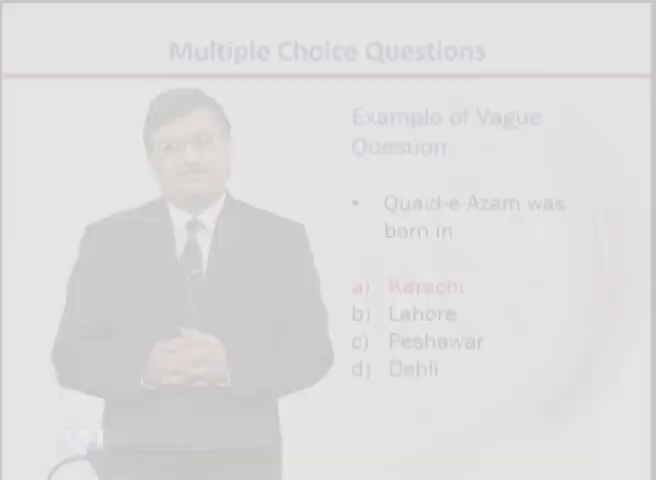 Multiple Choice Questions
Example of Vague
Question
• Quaid-e-Azam was
born in
a) Karachi
b) Lahore
c) Peshawar
d) Dehli